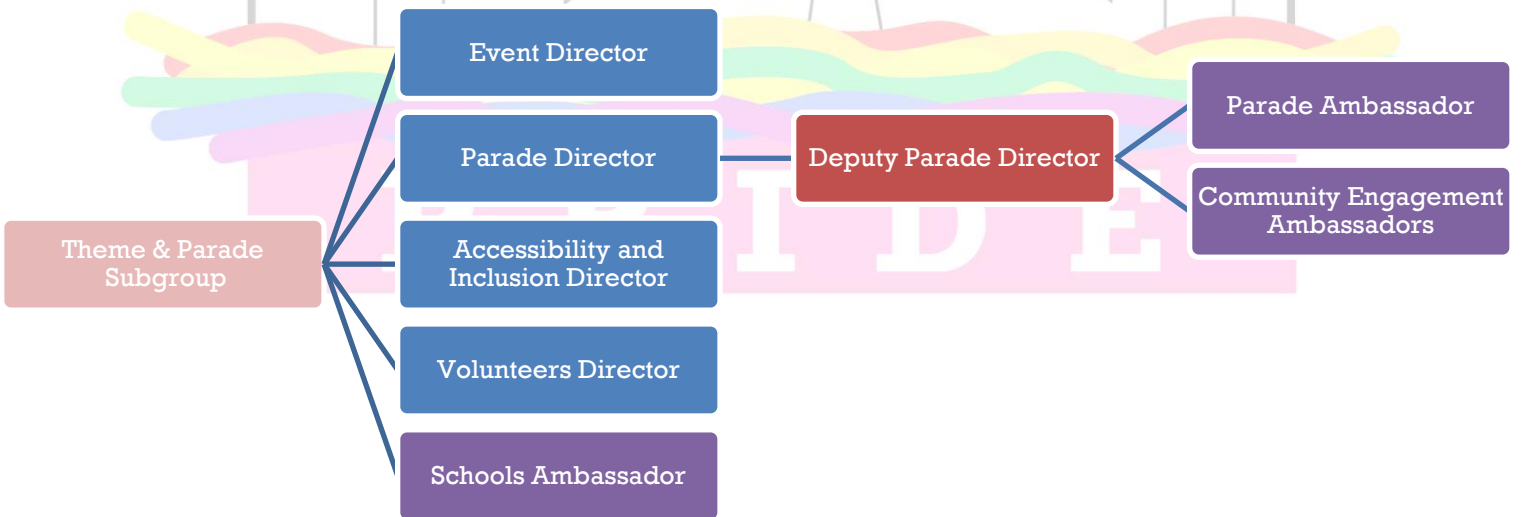 Event Director
Parade Ambassador
Parade Director
Deputy Parade Director
Community Engagement
Ambassadors
Theme & Parade
Subgroup
Accessibility and
Inclusion Director
Volunteers Director
Schools Ambassador
PRIDE